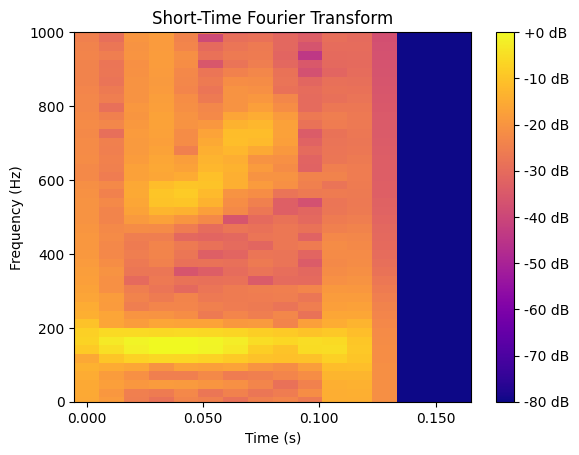 Short-Time Fourier Transform
1000
800
600
400
200
0
Frequency (Hz)
0.000
0.050
0.100
0.150
Time (s)
+0 dB
-10 dB
-20 dB
-30 dB
-40 dB
-50 dB
-60 dB
-70 dB
-80 dB